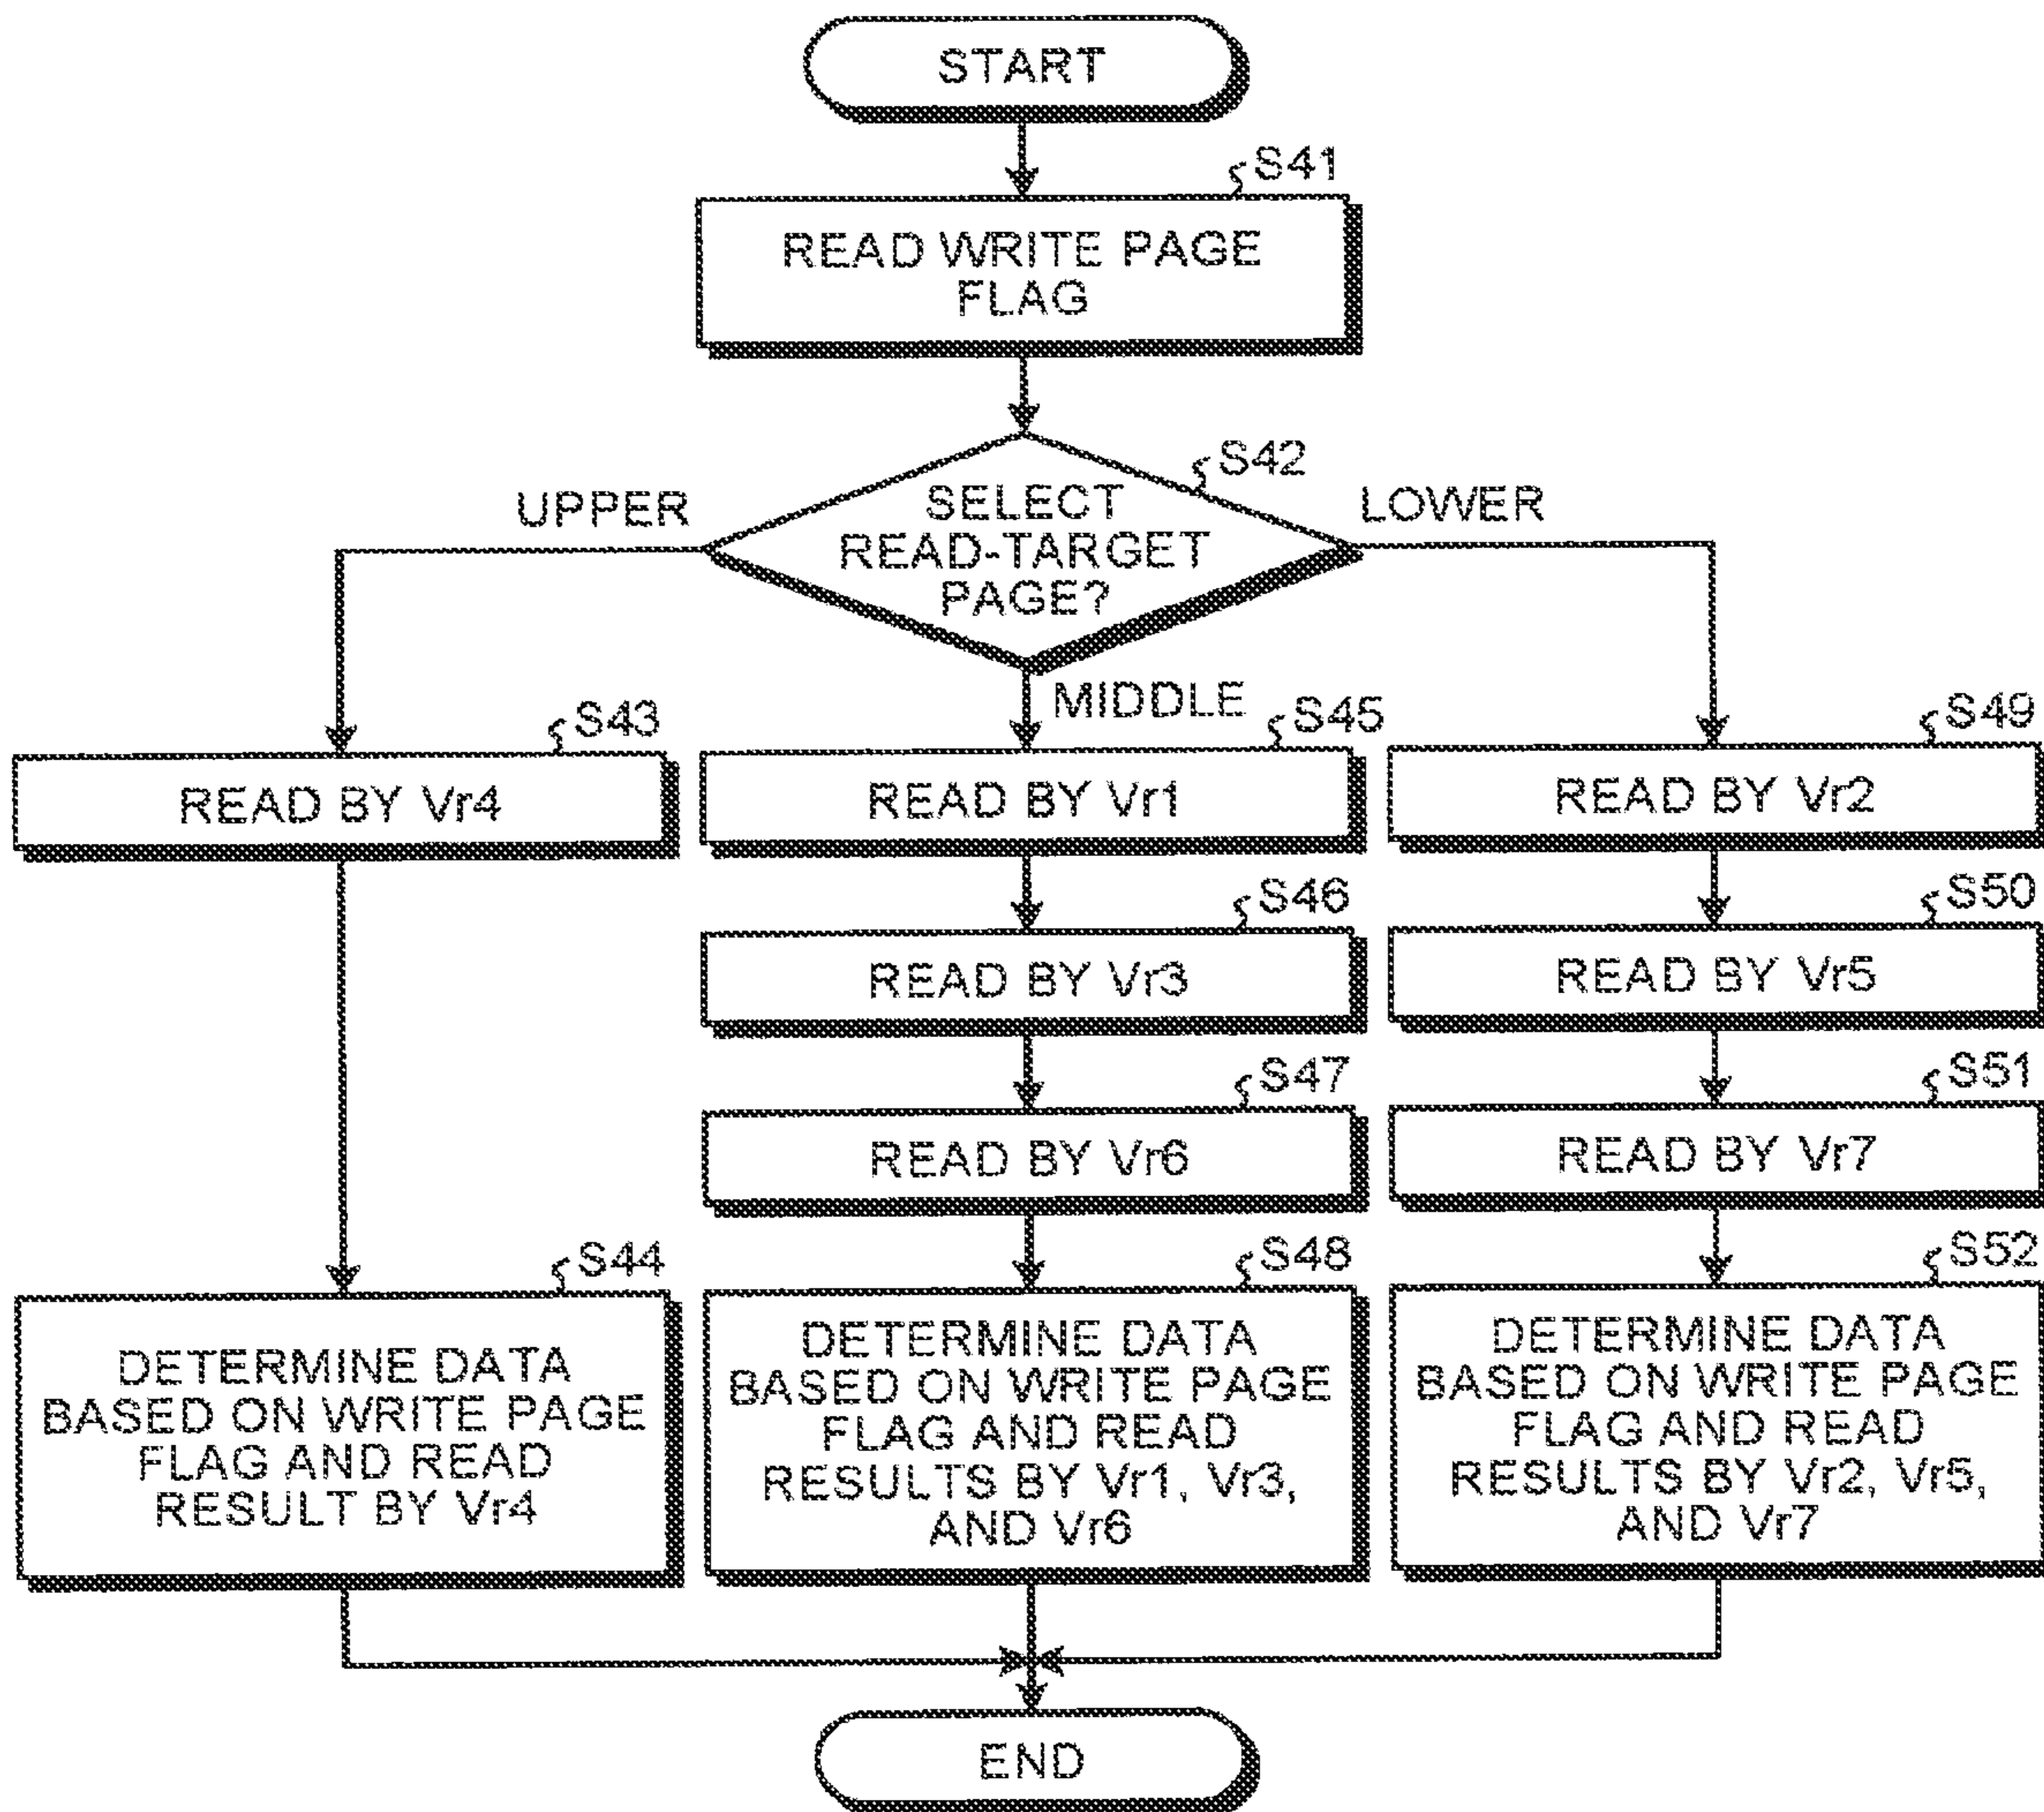 START
S41
READ WRITE PAGE
FLAG
S42
SELECT
READ-TARGET
PAGE?
UPPER
LOWER
MIDDLE
S43
READ BY Vr4
S44
DETERMINE DATA
BASED ON WRITE PAGE
FLAG AND READ
RESULT BY Vr4
S45
READ BY Vr1
S46
READ BY Vr3
S47
READ BY Vr6
S48
DETERMINE DATA
BASED ON WRITE PAGE
FLAG AND READ
RESULTS BY Vr1, Vr3,
AND Vr6
S49
READ BY Vr2
S50
READ BY Vr5
S51
READ BY Vr7
S52
DETERMINE DATA
BASED ON WRITE PAGE
FLAG AND READ
RESULTS BY Vr2, Vr5,
AND Vr7
END